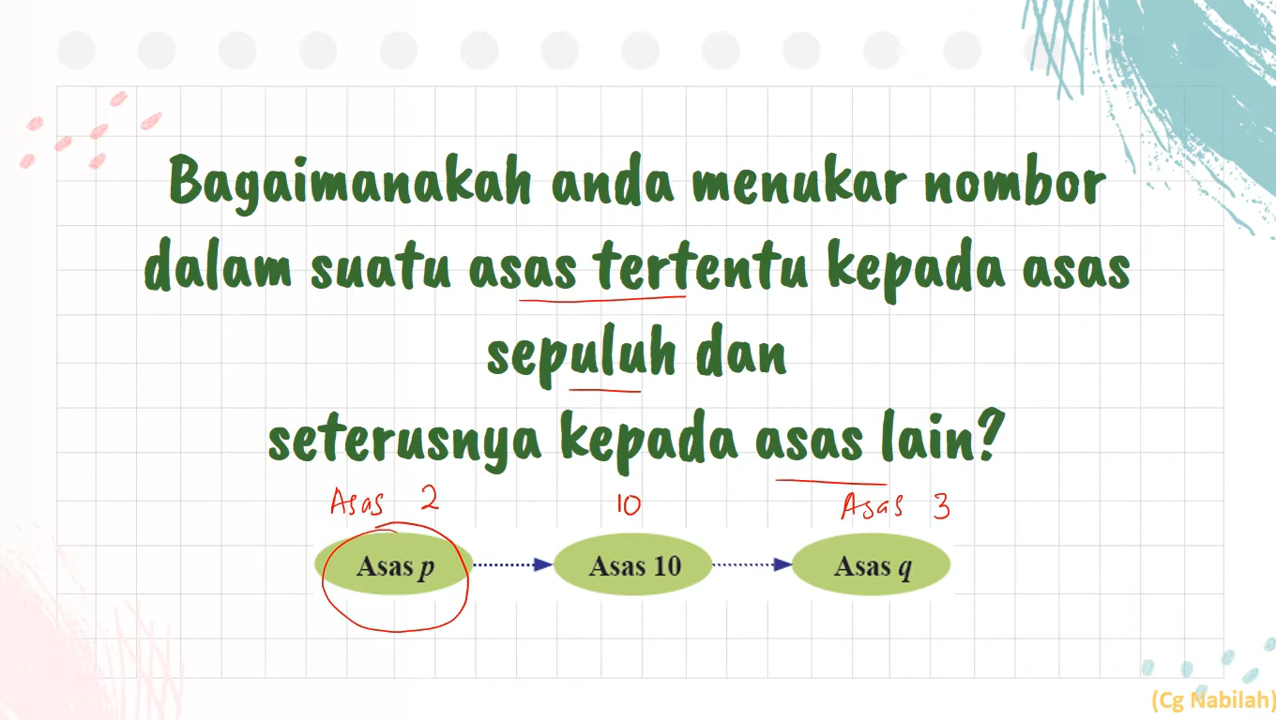 Bagaimanakah anda menukar nombor
dalam suatu asas tertentu kepada asas
sepuluh dan
seterusnya kepada asas lain?
Asas 2 10 Asas 3
Asas p Asas 10 Asas q
(Cg Nabilah)